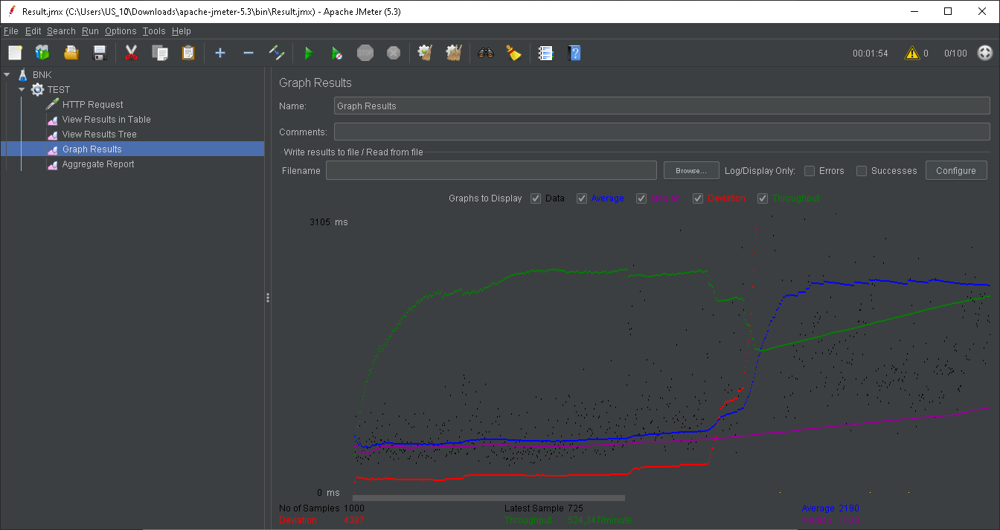 Result.jmx (C:\Users\US_10\Downloads\apache-jmeter-5.3\bin\Result.jmx) - Apache JMeter (5.3)
File Edit Search Run Options Tools Help
STOP 00:01:54 0 0/100
BNK
TEST
HTTP Request
View Results in Table
View Results Tree
Graph Results
Aggregate Report
Graph Results
Name: Graph Results
Comments:
Write results to file / Read from file
Filename Browse... Log/Display Only: Errors Successes Configure
Graphs to Display Data Average Median Deviation Throughput
3105 ms
0 ms
No of Samples 1000 Latest Sample 725 Average 2190
Deviation Throughput 524.347/minute